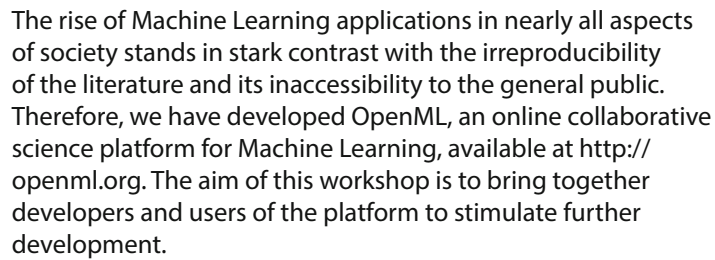 The rise of Machine Learning applications in nearly all aspects
of society stands in stark contrast with the irreproducibility
of the literature and its inaccessibility to the general public.
Therefore, we have developed OpenML, an online collaborative
science platform for Machine Learning, available at http://
openml.org. The aim of this workshop is to bring together
developers and users of the platform to stimulate further
development.